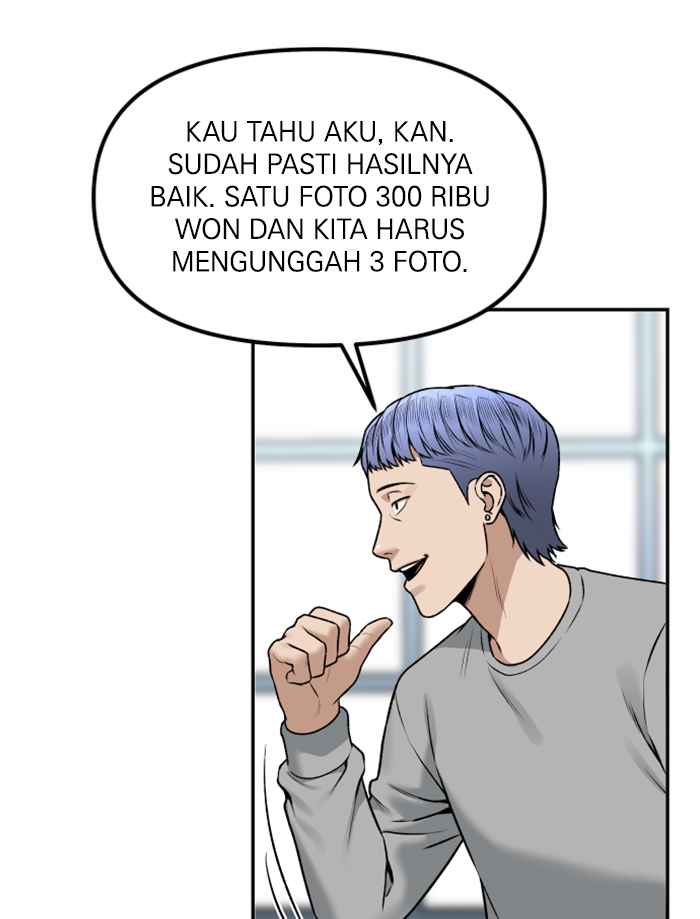 KAU TAHU AKU, KAN.
SUDAH PASTI HASILNYA
BAIK. SATU FOTO 300 RIBU
WON DAN KITA HARUS
MENGUNGGAH 3 FOTO.